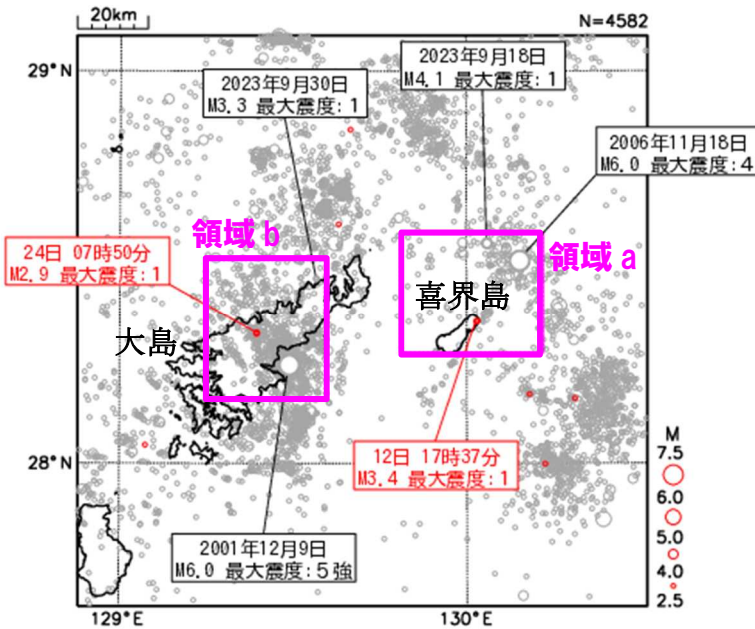 20km
N=4582
29°N
2023年9月30日
M3.3 最大震度:1
2023年9月18日
M4.1 最大震度:1
2006年11月18日
M6.0 最大震度:4
領域b
領域a
24日 07時50分
M2.9 最大震度:1
喜界島
大島
12日 17時37分
M3.4 最大震度:1
28°N
2001年12月9日
M6.0 最大震度:5強
M
7.5
6.0
5.0
4.0
2.5
129°E
130°E